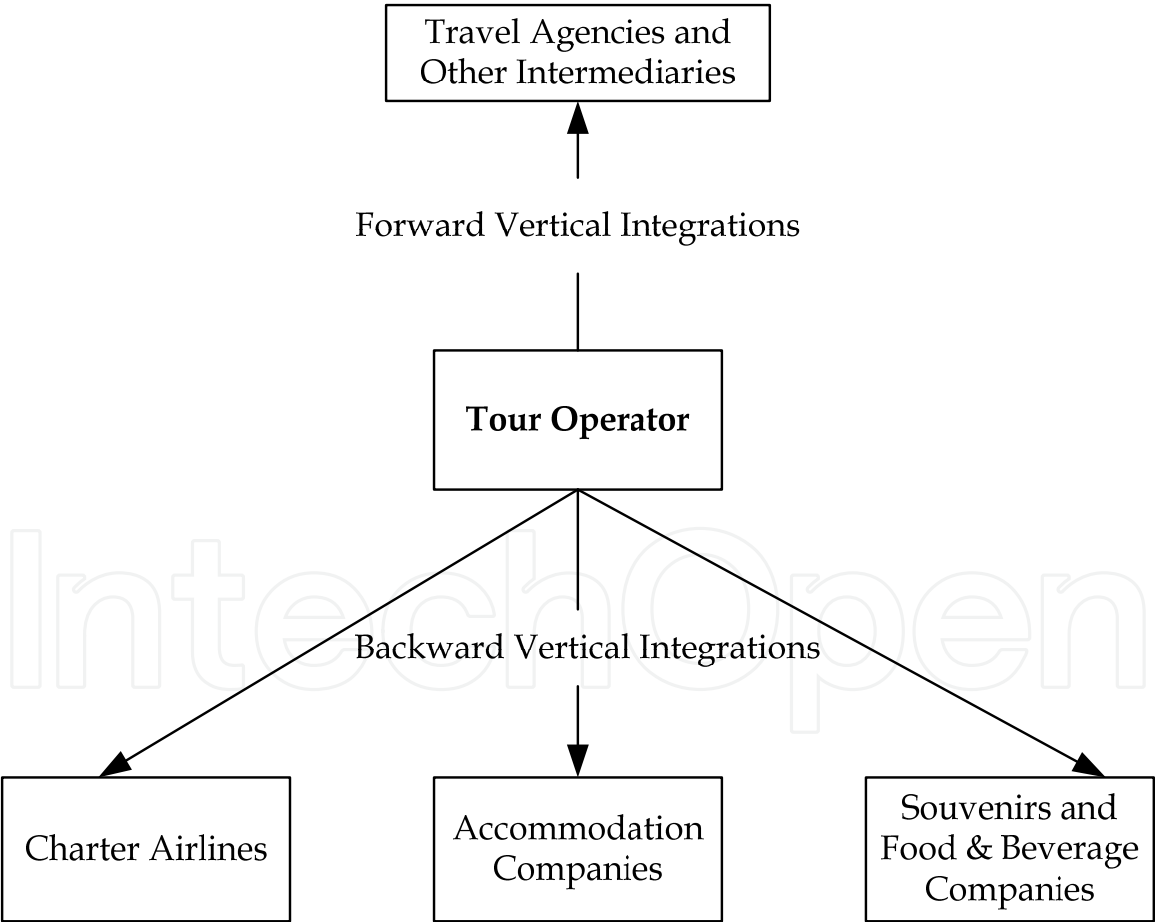 Travel Agencies and
Other Intermediaries
Forward Vertical Integrations
Tour Operator
IntechOpen
Backward Vertical Integrations
Charter Airlines
Accommodation
Companies
Souvenirs and
Food & Beverage
Companies